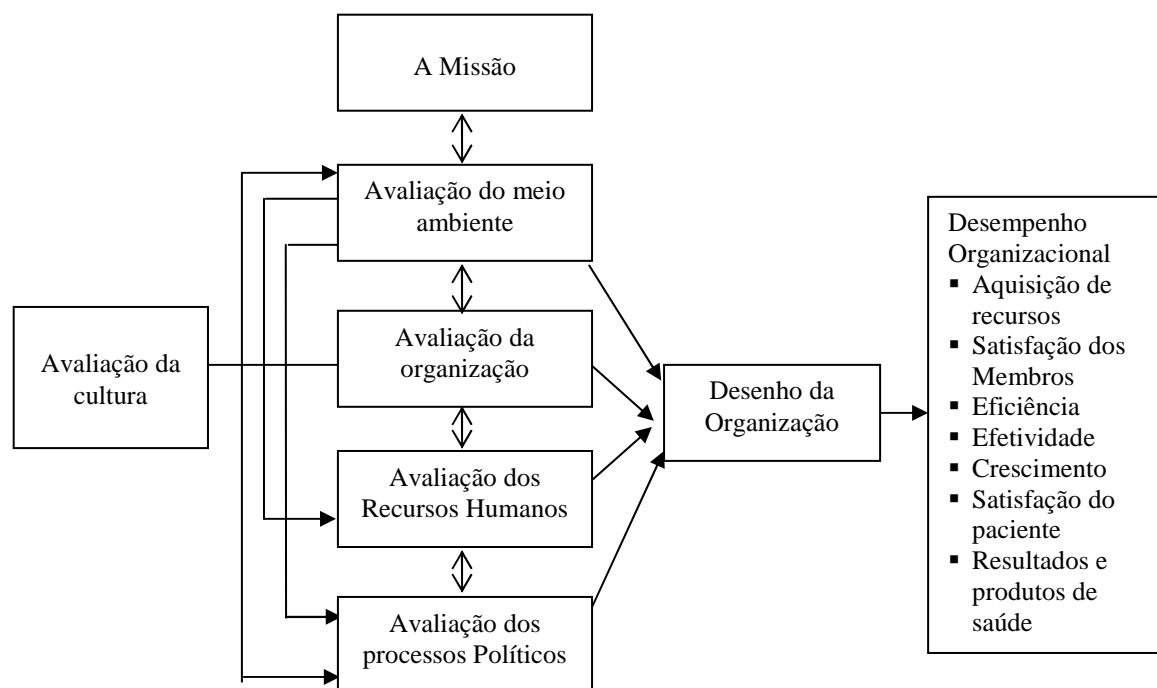 A Missão
Avaliação do meio
ambiente
Avaliação da
cultura
Avaliação da
organização
Avaliação dos
Recursos Humanos
Avaliação dos
processos Políticos
Desenho da
Organização
Desempenho
Organizacional
▪ Aquisição de
recursos
▪ Satisfação dos
Membros
▪ Eficiência
▪ Efetividade
▪ Crescimento
▪ Satisfação do
paciente
▪ Resultados e
produtos de
saúde